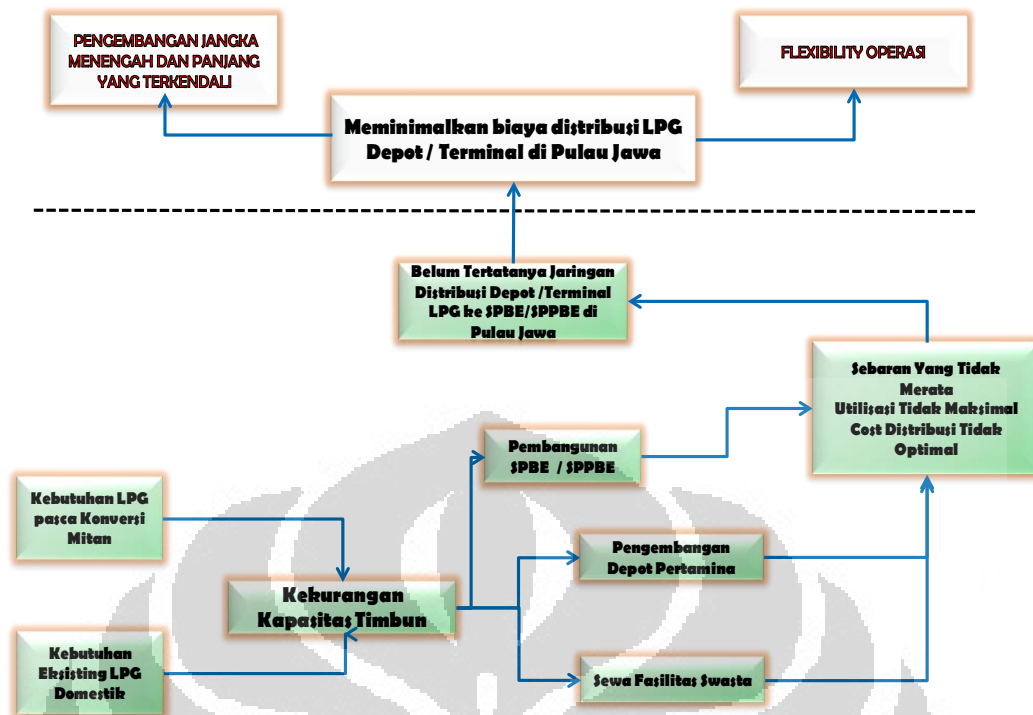 PENGEMBANGAN JANGKA
MENENGAH DAN PANJANG
YANG TERKENDALI
FLEXIBILITY OPERASI
Meminimalkan biaya distribusi LPG
Depot / Terminal di Pulau Jawa
Belum Tertatanya Jaringan
Distribusi Depot /Terminal
LPG ke SPBE/SPPBE di
Pulau Jawa
Sebaran Yang Tidak
Merata
Utilisasi Tidak Maksimal
Cost Distribusi Tidak
Optimal
Pembangunan
SPBE / SPPBE
Kebutuhan LPG
pasca Konversi
Mitan
Pengembangan
Depot Pertamina
Kekurangan
Kapasitas Timbun
Kebutuhan
Eksisting LPG
Domestik
Sewa Fasilitas Swasta